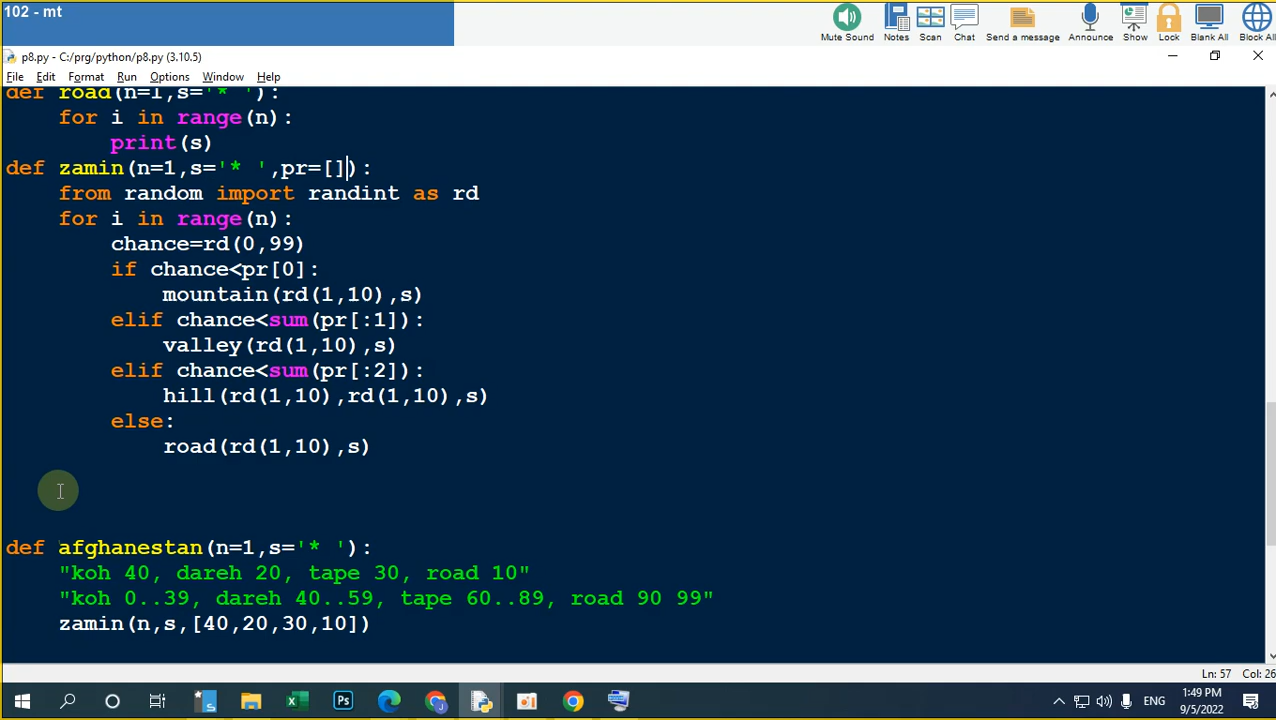 102 - mt
Mute Sound Notes Scan Chat Send a message Announce Show Lock Blank All Block All
p8.py - C:/prg/python/p8.py (3.10.5)
File Edit Format Run Options Window Help
def road(n=1,s='* '):
    for i in range(n):
        print(s)
def zamin(n=1,s='* ',pr=[]):
    from random import randint as rd
    for i in range(n):
        chance=rd(0,99)
        if chance<pr[0]:
            mountain(rd(1,10),s)
        elif chance<sum(pr[:1]):
            valley(rd(1,10),s)
        elif chance<sum(pr[:2]):
            hill(rd(1,10),rd(1,10),s)
        else:
            road(rd(1,10),s)
def afghanestan(n=1,s='* '):
    "koh 40, dareh 20, tape 30, road 10"
    "koh 0..39, dareh 40..59, tape 60..89, road 90 99"
    zamin(n,s,[40,20,30,10])
Ln: 57 Col: 26
ENG
1:49 PM
9/5/2022